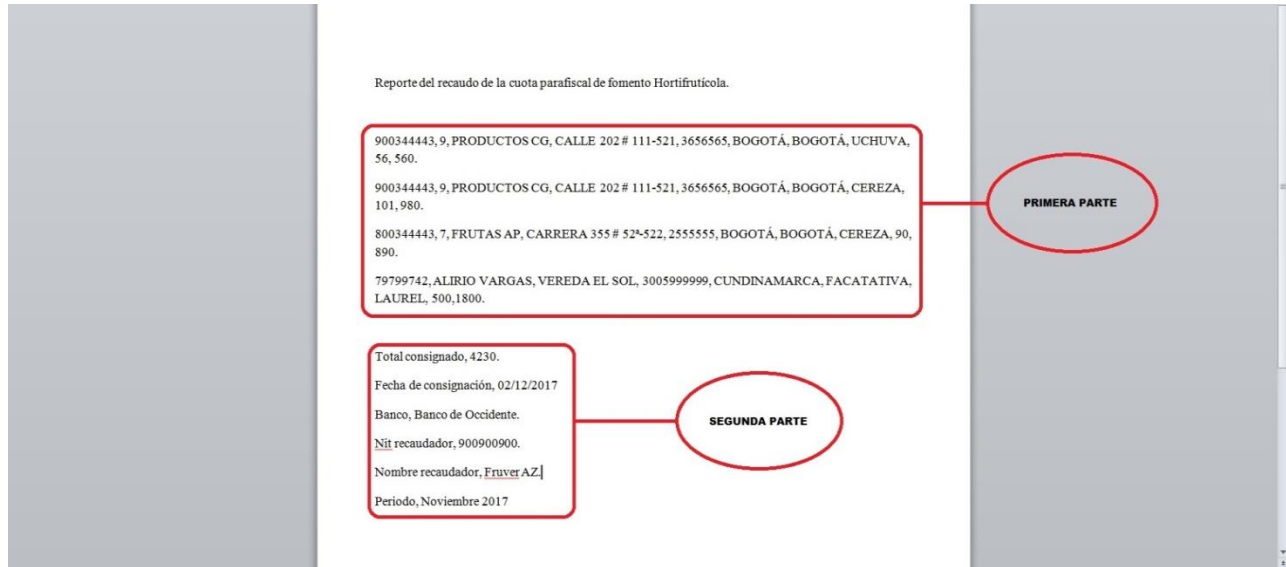 Reporte del recaudo de la cuota parafiscal de fomento Hortifrutícola.
900344443, 9, PRODUCTOS CG, CALLE 202 # 111-521, 3656565, BOGOTÁ, BOGOTÁ, UCHUVA,
56, 560.
900344443, 9, PRODUCTOS CG, CALLE 202 # 111-521, 3656565, BOGOTÁ, BOGOTÁ, CEREZA,
101, 980.
PRIMERA PARTE
800344443, 7, FRUTAS AP, CARRERA 355 # 52ª-522, 2555555, BOGOTÁ, BOGOTÁ, CEREZA, 90,
890.
79799742, ALIRIO VARGAS, VEREDA EL SOL, 3005999999, CUNDINAMARCA, FACATATIVA,
LAUREL, 500,1800.
Total consignado, 4230.
Fecha de consignación, 02/12/2017
Banco, Banco de Occidente.
SEGUNDA PARTE
Nit recaudador, 900900900.
Nombre recaudador, Fruver AZ.
Periodo, Noviembre 2017